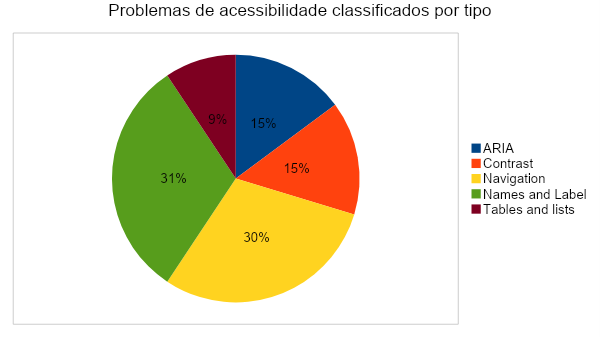 Problemas de acessibilidade classificados por tipo
15%
15%
30%
31%
9%
ARIA
Contrast
Navigation
Names and Label
Tables and lists